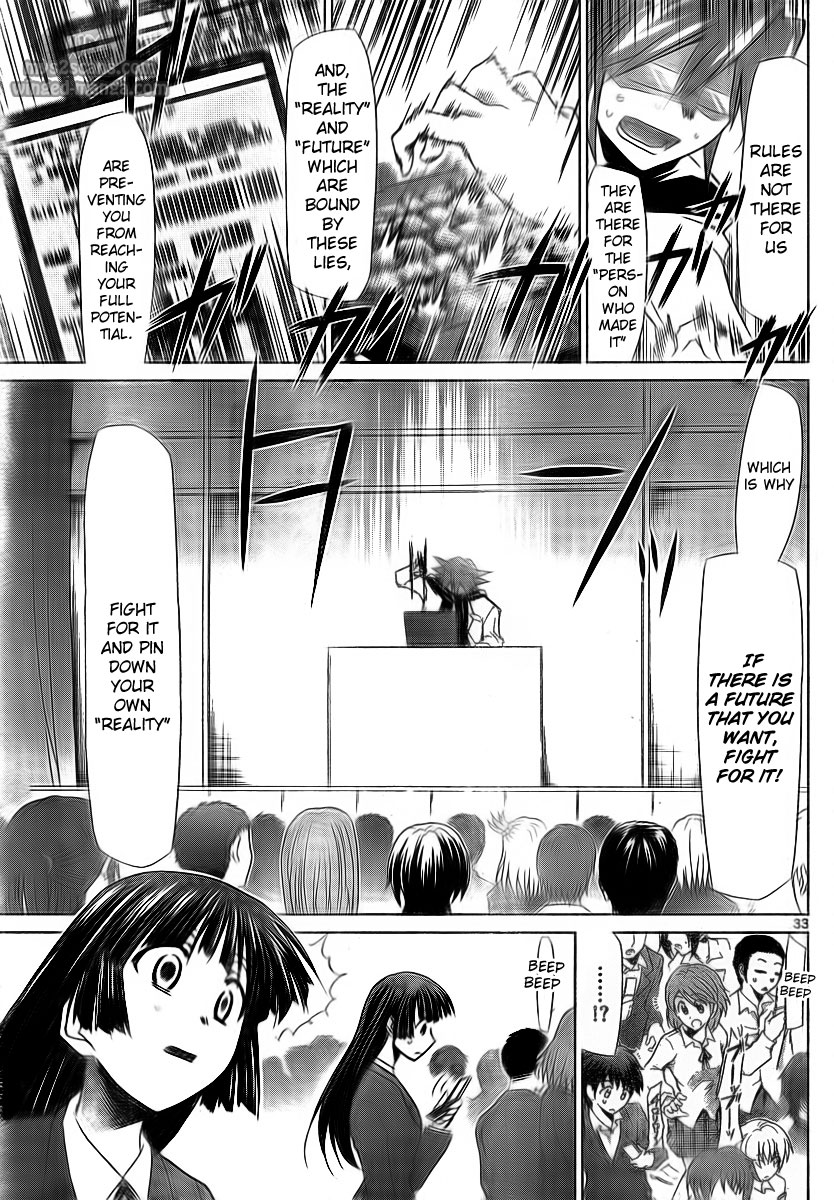 RULES ARE
NOT
THERE
FOR
US
THEY
ARE THERE
FOR THE
"PERS-
ON
WHO
MADE
IT"
AND,
THE
"REALITY"
AND
"FUTURE"
WHICH
ARE
BOUND
BY
THESE
LIES,
ARE
PRE-
VENTING
YOU
FROM
REACH-
ING
YOUR
FULL
POTEN-
TIAL.
ガ
ガ
ガ
WHICH
IS WHY
IF
THERE IS
A FUTURE
THAT YOU
WANT,
FIGHT
FOR IT!
FIGHT
FOR IT
AND PIN
DOWN
YOUR
OWN
"REALITY"
33
BEEP
BEEP
........!?
BEEP
BEEP